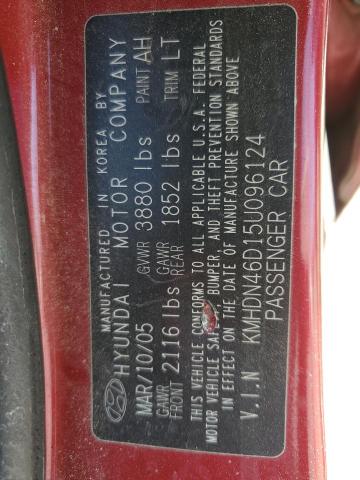 MANUFACTURED IN KOREA BY
HYUNDAI MOTOR COMPANY
MAR/10/05 GVWR 3880 lbs PAINT AH
GAWR FRONT 2116 lbs GAWR REAR 1852 lbs TRIM LT
THIS VEHICLE CONFORMS TO ALL APPLICABLE U.S.A. FEDERAL
MOTOR VEHICLE SAFETY, BUMPER, AND THEFT PREVENTION STANDARDS
IN EFFECT ON THE DATE OF MANUFACTURE SHOWN ABOVE
V.I.N KMHDN46D15U096124
PASSENGER CAR